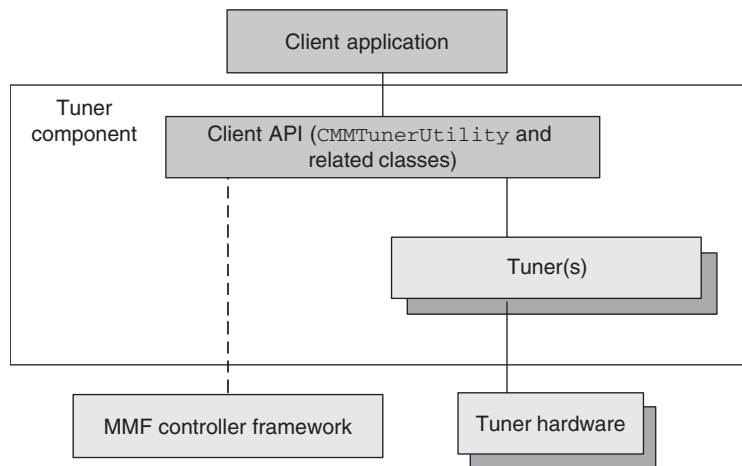 Client application
Tuner
component
Client API (CMMTunerUtility and
related classes)
Tuner(s)
MMF controller framework
Tuner hardware